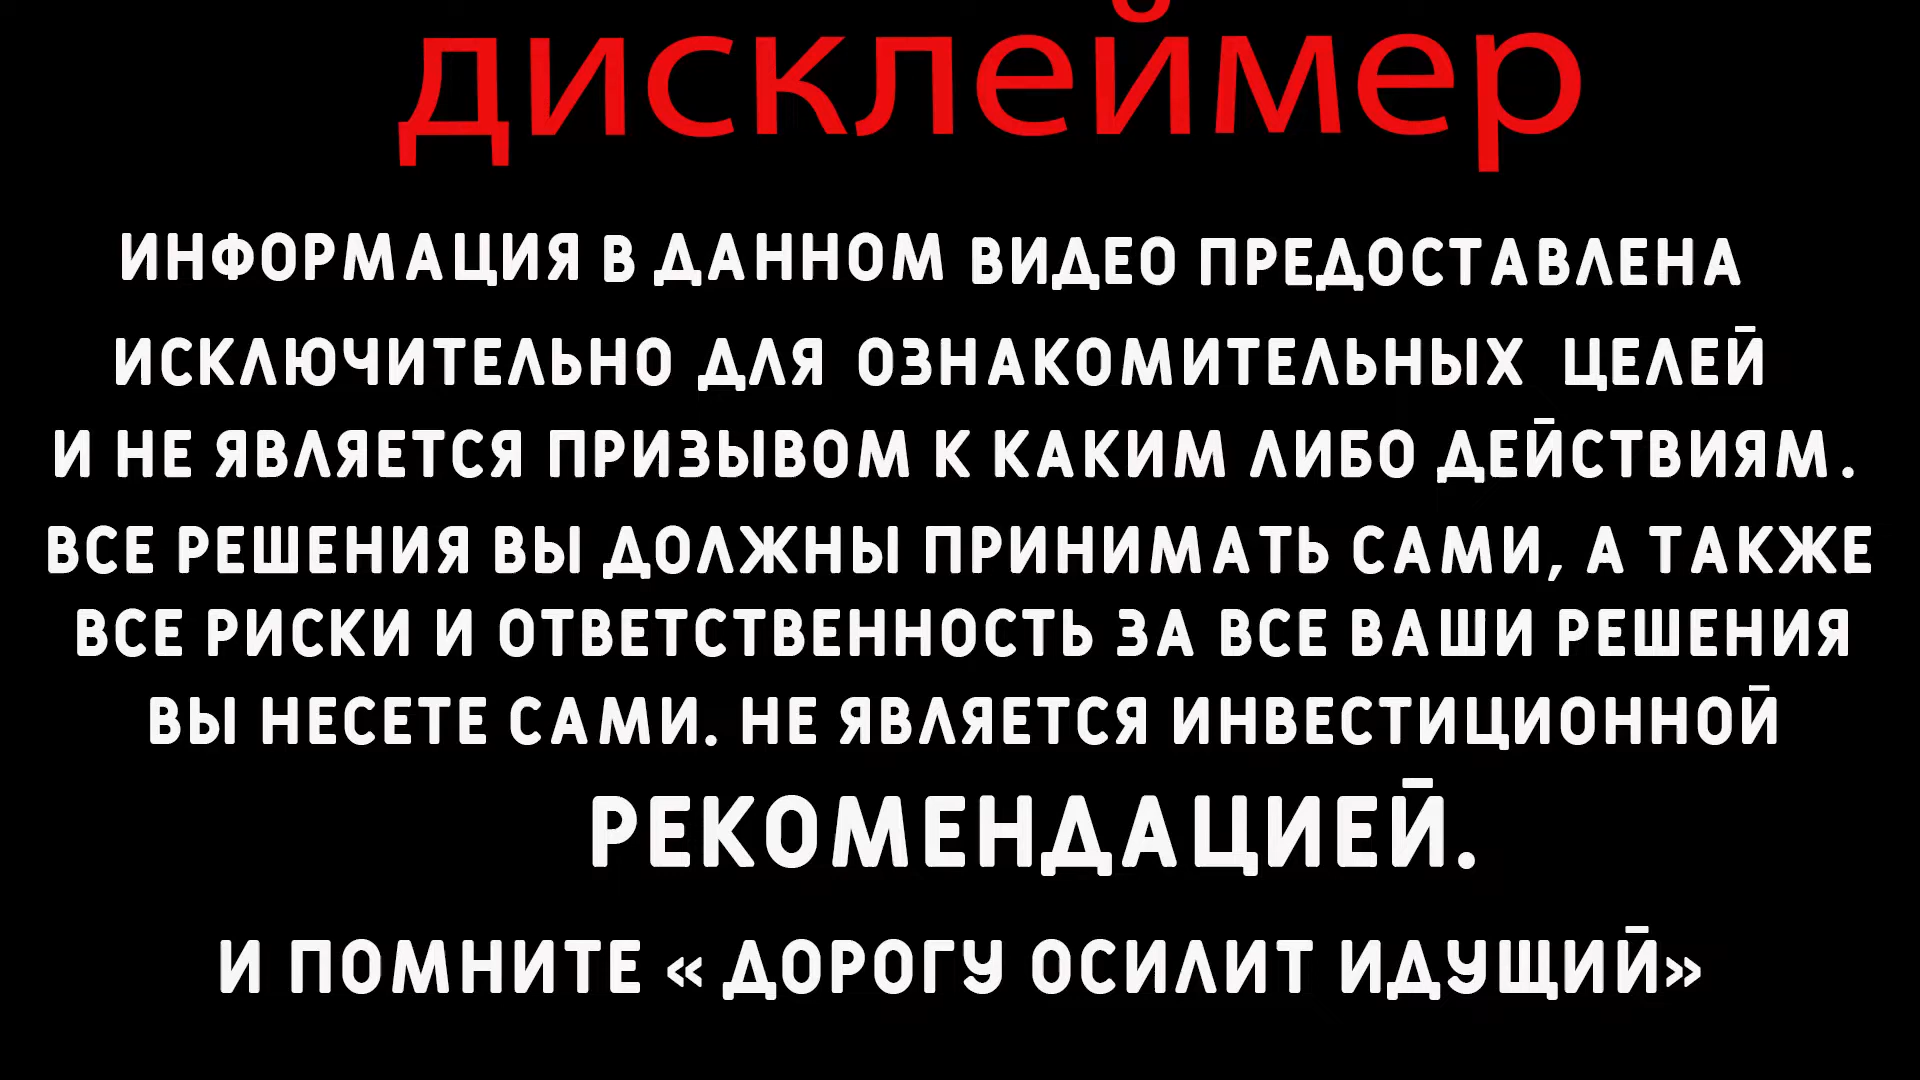 дисклеймер
ИНФОРМАЦИЯ В ДАННОМ ВИДЕО ПРЕДОСТАВЛЕНА
ИСКЛЮЧИТЕЛЬНО ДЛЯ ОЗНАКОМИТЕЛЬНЫХ ЦЕЛЕЙ
И НЕ ЯВЛЯЕТСЯ ПРИЗЫВОМ К КАКИМ ЛИБО ДЕЙСТВИЯМ.
ВСЕ РЕШЕНИЯ ВЫ ДОЛЖНЫ ПРИНИМАТЬ САМИ, А ТАКЖЕ
ВСЕ РИСКИ И ОТВЕТСТВЕННОСТЬ ЗА ВСЕ ВАШИ РЕШЕНИЯ
ВЫ НЕСЕТЕ САМИ. НЕ ЯВЛЯЕТСЯ ИНВЕСТИЦИОННОЙ
РЕКОМЕНДАЦИЕЙ.
И ПОМНИТЕ « ДОРОГУ ОСИЛИТ ИДУЩИЙ»